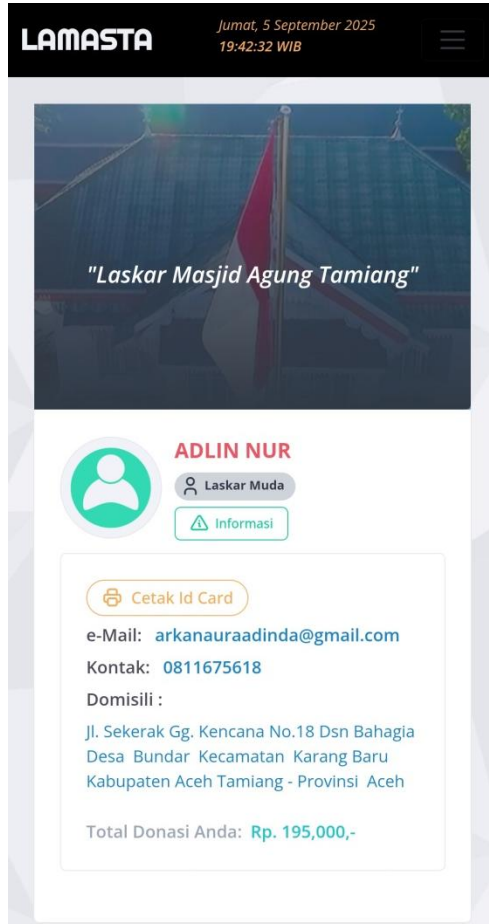 LAMASTA
Jumat, 5 September 2025
19:42:32 WIB
"Laskar Masjid Agung Tamiang"
ADLIN NUR
Laskar Muda
Informasi
Cetak Id Card
e-Mail: arkanauraadinda@gmail.com
Kontak: 0811675618
Domisili :
Jl. Sekerak Gg. Kencana No.18 Dsn Bahagia
Desa Bundar Kecamatan Karang Baru
Kabupaten Aceh Tamiang - Provinsi Aceh
Total Donasi Anda: Rp. 195,000,-